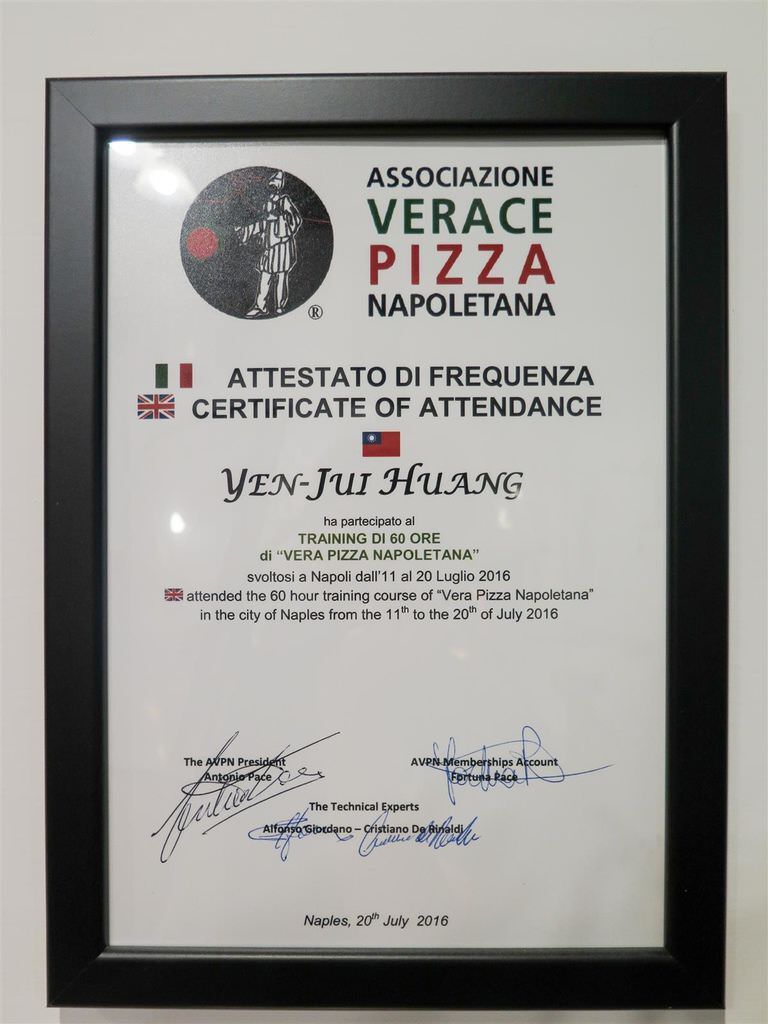 ASSOCIAZIONE
VERACE
PIZZA
NAPOLETANA
®
ATTESTATO DI FREQUENZA
CERTIFICATE OF ATTENDANCE
YEN-JUI HUANG
ha partecipato al
TRAINING DI 60 ORE
di “VERA PIZZA NAPOLETANA”
svoltosi a Napoli dall'11 al 20 Luglio 2016
attended the 60 hour training course of “Vera Pizza Napoletana”
in the city of Naples from the 11th to the 20th of July 2016
The AVPN President
Antonio Pace
AVPN Memberships Account
Fortuna Pace
The Technical Experts
Alfonso Giordano – Cristiano De Rinaldi
Naples, 20th July 2016